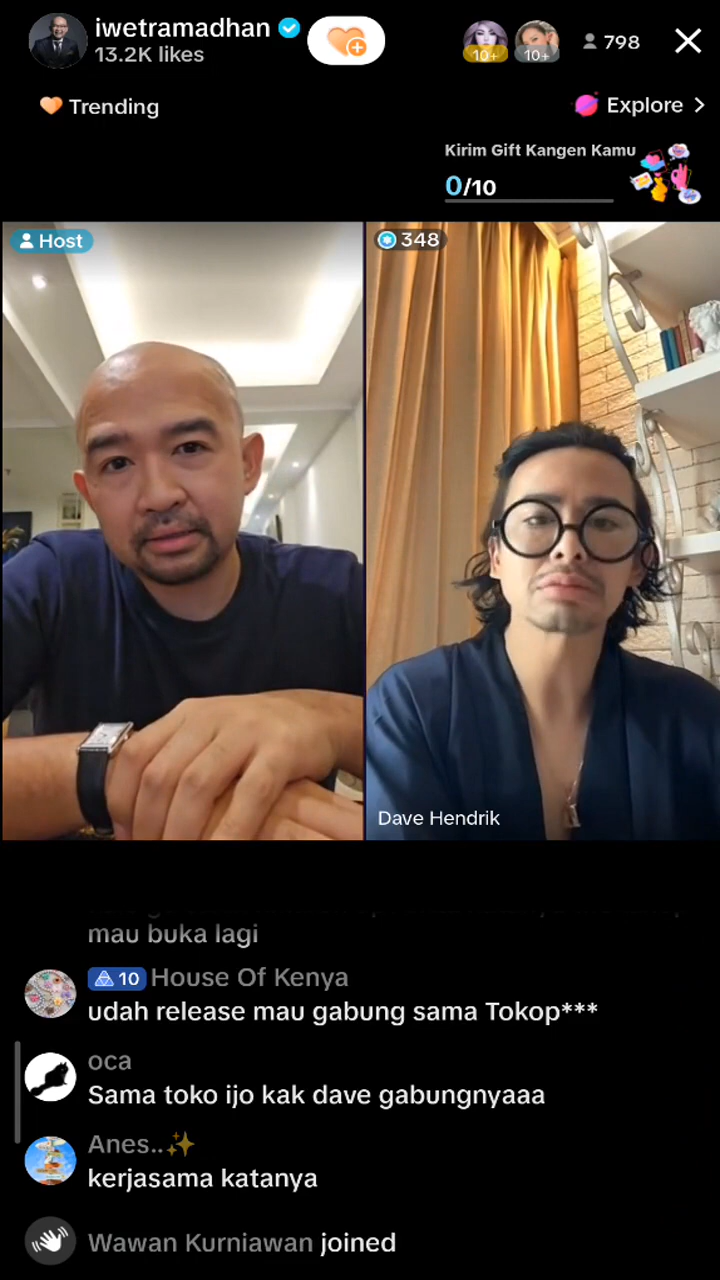 iwetramadhan
13.2K likes
10+
10+
798
Trending
Explore
Kirim Gift Kangen Kamu
0/10
Host
348
Dave Hendrik
mau buka lagi
10 House Of Kenya
udah release mau gabung sama Tokop***
oca
Sama toko ijo kak dave gabungnyaaa
Anes..✨
kerjasama katanya
Wawan Kurniawan joined